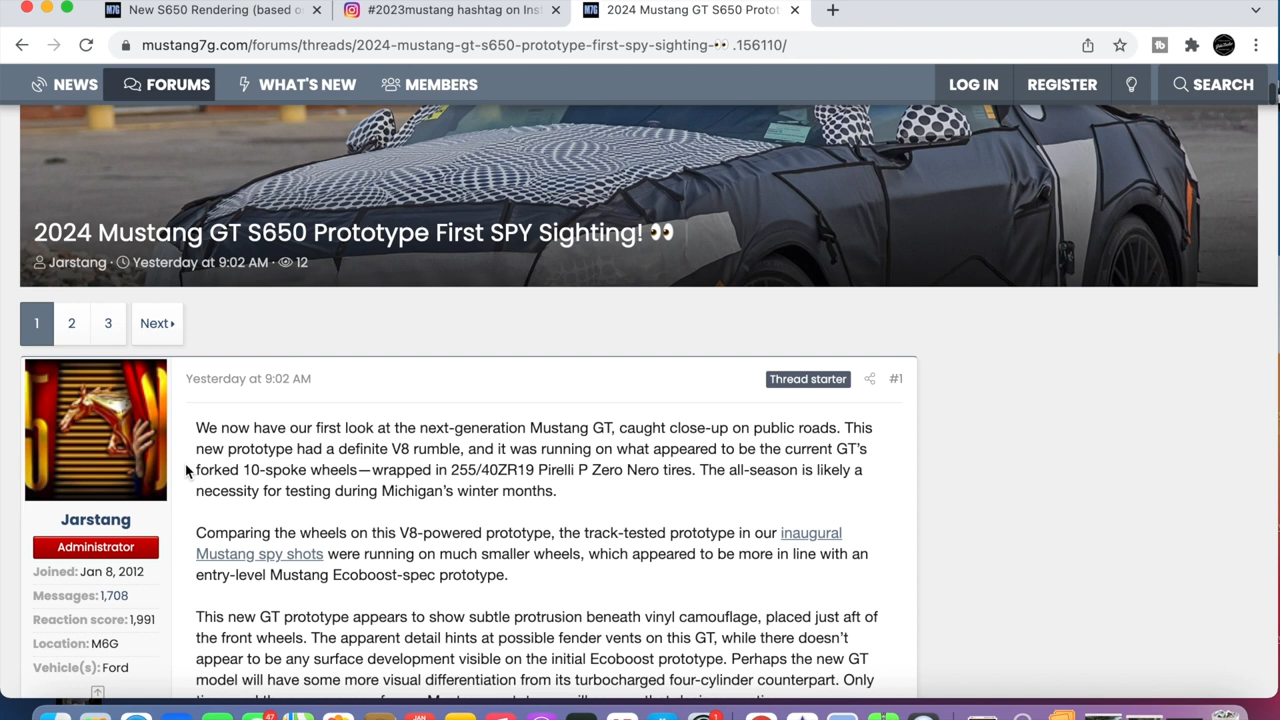 New S650 Rendering (based o
#2023mustang hashtag on Ins
2024 Mustang GT S650 Protot
mustang7g.com/forums/threads/2024-mustang-gt-s650-prototype-first-spy-sighting-👀.156110/
NEWS FORUMS WHAT'S NEW MEMBERS LOG IN REGISTER SEARCH
2024 Mustang GT S650 Prototype First SPY Sighting! 👀
Jarstang · Yesterday at 9:02 AM · 12
1 2 3 Next
Yesterday at 9:02 AM
Thread starter #1
We now have our first look at the next-generation Mustang GT, caught close-up on public roads. This
new prototype had a definite V8 rumble, and it was running on what appeared to be the current GT's
forked 10-spoke wheels—wrapped in 255/40ZR19 Pirelli P Zero Nero tires. The all-season is likely a
necessity for testing during Michigan's winter months.
Comparing the wheels on this V8-powered prototype, the track-tested prototype in our inaugural
Mustang spy shots were running on much smaller wheels, which appeared to be more in line with an
entry-level Mustang Ecoboost-spec prototype.
This new GT prototype appears to show subtle protrusion beneath vinyl camouflage, placed just aft of
the front wheels. The apparent detail hints at possible fender vents on this GT, while there doesn't
appear to be any surface development visible on the initial Ecoboost prototype. Perhaps the new GT
model will have some more visual differentiation from its turbocharged four-cylinder counterpart. Only
Jarstang
Administrator
Joined: Jan 8, 2012
Messages: 1,708
Reaction score: 1,991
Location: M6G
Vehicle(s): Ford